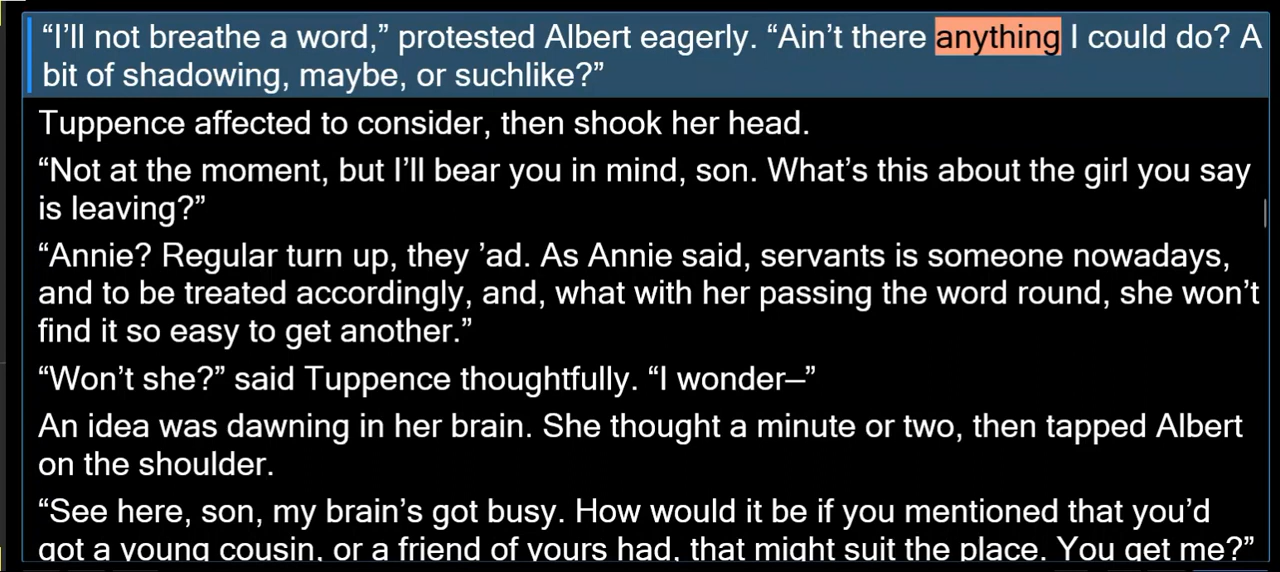 “I’ll not breathe a word,” protested Albert eagerly. “Ain’t there anything I could do? A
bit of shadowing, maybe, or suchlike?”
Tuppence affected to consider, then shook her head.
“Not at the moment, but I’ll bear you in mind, son. What’s this about the girl you say
is leaving?”
“Annie? Regular turn up, they ’ad. As Annie said, servants is someone nowadays,
and to be treated accordingly, and, what with her passing the word round, she won’t
find it so easy to get another.”
“Won’t she?” said Tuppence thoughtfully. “I wonder—”
An idea was dawning in her brain. She thought a minute or two, then tapped Albert
on the shoulder.
“See here, son, my brain’s got busy. How would it be if you mentioned that you’d
got a young cousin, or a friend of yours had, that might suit the place. You get me?”